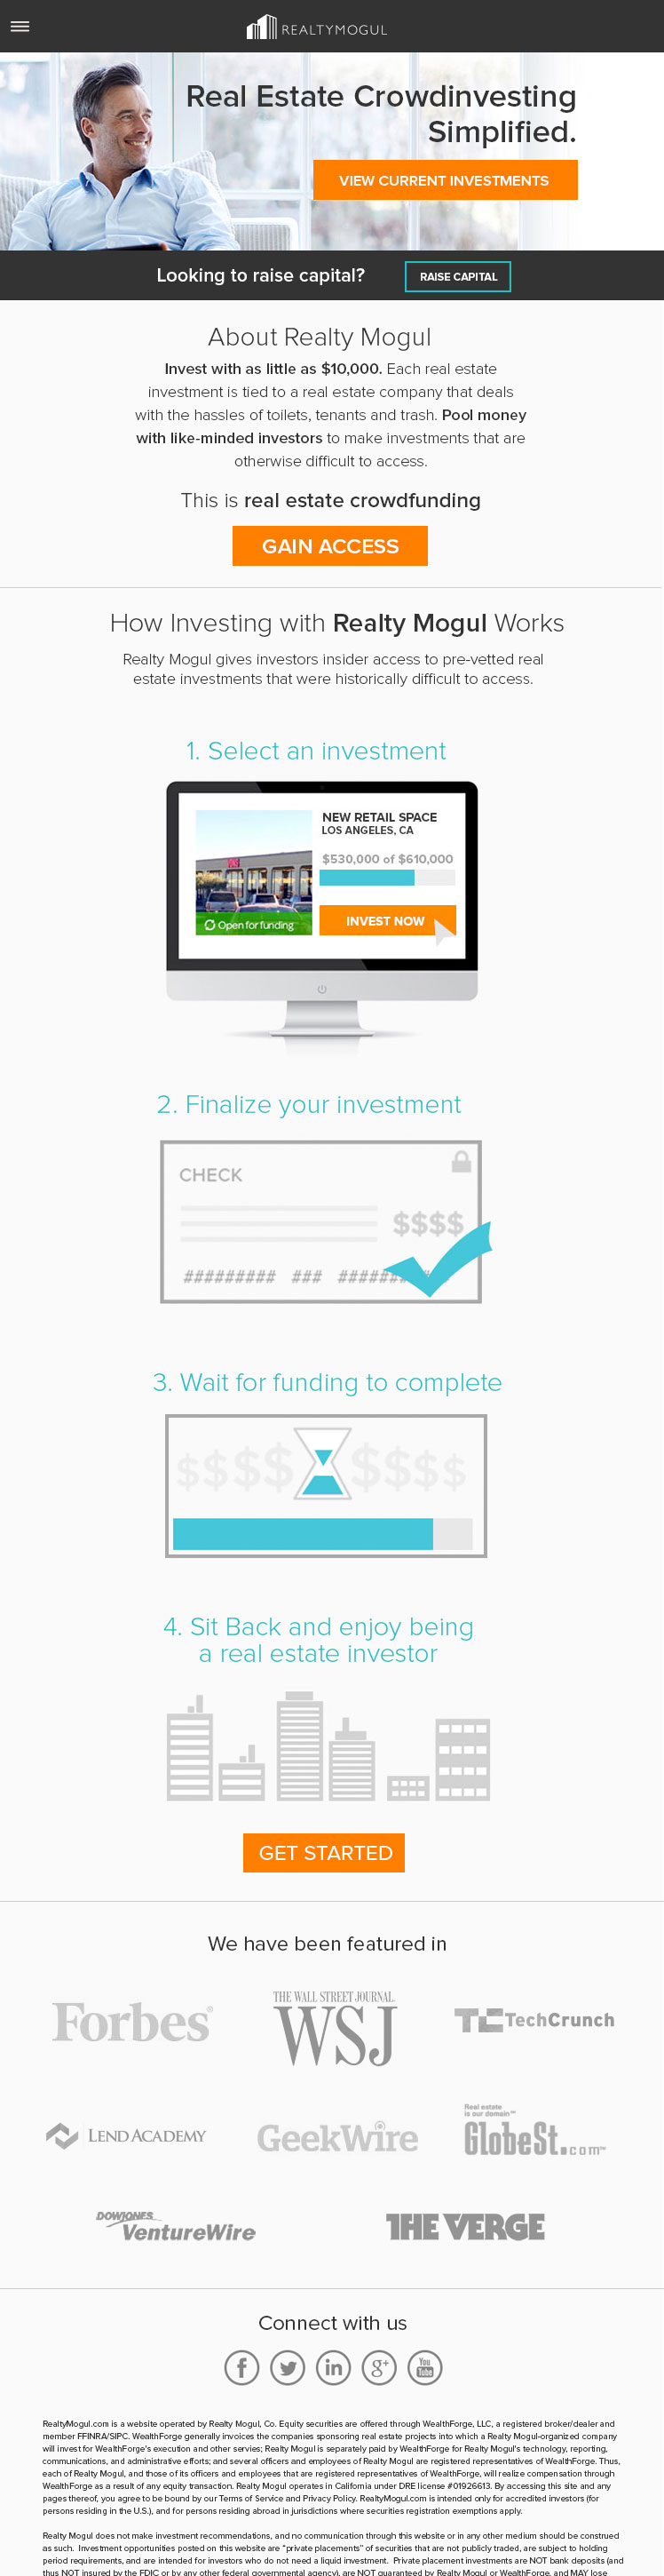 REALTYMOGUL
Real Estate Crowdinvesting
Simplified.
VIEW CURRENT INVESTMENTS
Looking to raise capital?
RAISE CAPITAL
About Realty Mogul
Invest with as little as $10,000. Each real estate
investment is tied to a real estate company that deals
with the hassles of toilets, tenants and trash. Pool money
with like-minded investors to make investments that are
otherwise difficult to access.
This is real estate crowdfunding
GAIN ACCESS
How Investing with Realty Mogul Works
Realty Mogul gives investors insider access to pre-vetted real
estate investments that were historically difficult to access.
1. Select an investment
NEW RETAIL SPACE
LOS ANGELES, CA
$530,000 of $610,000
Open for funding
INVEST NOW
2. Finalize your investment
CHECK
$$$$
######### ### #######
3. Wait for funding to complete
$$$$ $$$$
4. Sit Back and enjoy being
a real estate investor
GET STARTED
We have been featured in
Forbes®
THE WALL STREET JOURNAL.
WSJ
TC TechCrunch
LENDACADEMY
GeekWire
Real estate
is our domain™
GlobeSt.com™
DOWJONES
VentureWire
THE VERGE
Connect with us
f
in
g+
You
Tube
RealtyMogul.com is a website operated by Realty Mogul, Co. Equity securities are offered through WealthForge, LLC, a registered broker/dealer and
member FFINRA/SIPC. WealthForge generally invoices the companies sponsoring real estate projects into which a Realty Mogul-organized company
will invest for WealthForge's execution and other servies; Realty Mogul is separately paid by WealthForge for Realty Mogul's technology, reporting,
communications, and administrative efforts; and several officers and employees of Realty Mogul are registered representatives of WealthForge. Thus,
each of Realty Mogul, and those of its officers and employees that are registered representatives of WealthForge, will realize compensation through
WealthForge as a result of any equity transaction. Realty Mogul operates in California under DRE license #01926613. By accessing this site and any
pages thereof, you agree to be bound by our Terms of Service and Privacy Policy. RealtyMogul.com is intended only for accredited investors (for
persons residing in the U.S.), and for persons residing abroad in jurisdictions where securities registration exemptions apply.
Realty Mogul does not make investment recommendations, and no communication through this website or in any other medium should be construed
as such. Investment opportunities posted on this website are "private placements" of securities that are not publicly traded, are subject to holding
period requirements, and are intended for investors who do not need a liquid investment. Private placement investments are NOT bank deposits (and
thus NOT insured by the FDIC or by any other federal governmental agency), are NOT guaranteed by Realty Mogul or WealthForge, and MAY lose